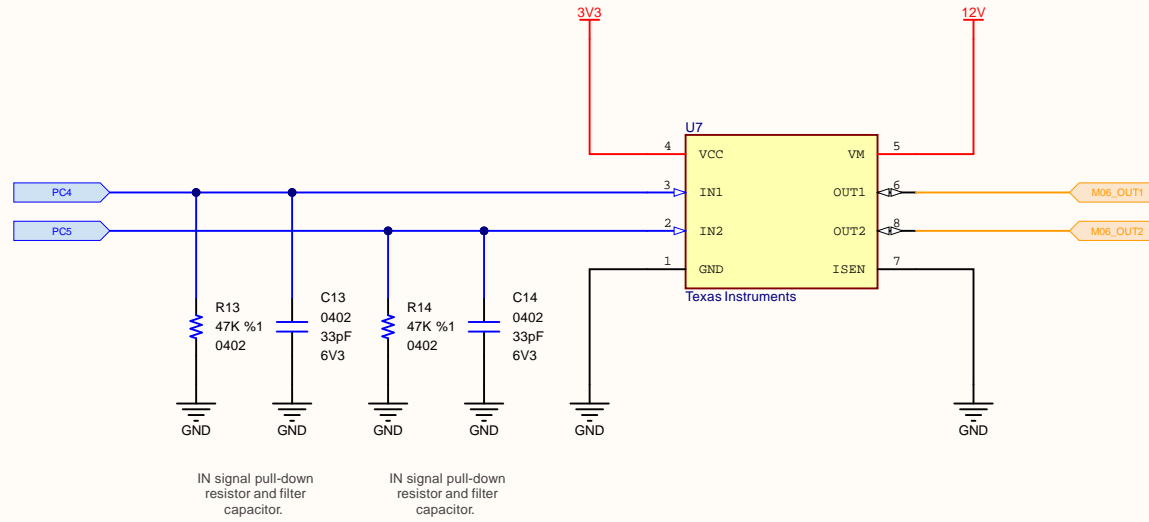 3V3
12V
U7
4
VCC
VM
5
PC4
3
IN1
OUT1
6
M06_OUT1
PC5
2
IN2
OUT2
8
M06_OUT2
1
GND
ISEN
7
Texas Instruments
R13
47K %1
0402
C13
0402
33pF
6V3
R14
47K %1
0402
C14
0402
33pF
6V3
GND
GND
GND
GND
GND
GND
IN signal pull-down
resistor and filter
capacitor.
IN signal pull-down
resistor and filter
capacitor.